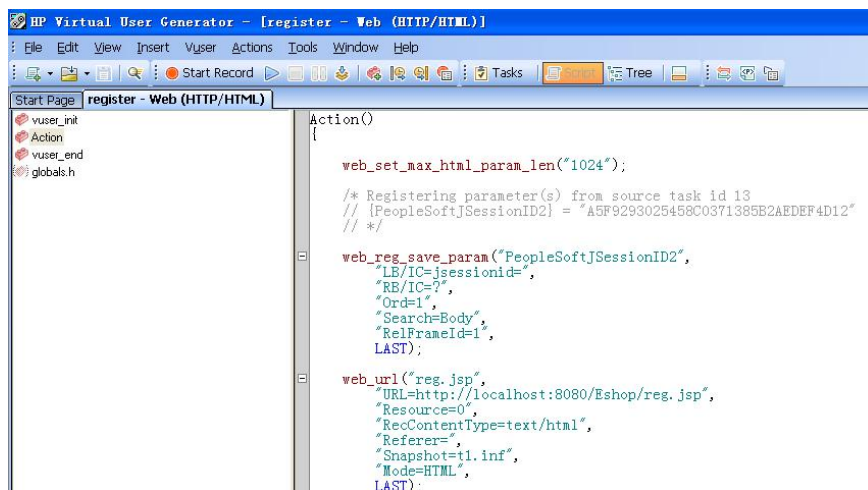 HP Virtual User Generator - [register - Web (HTTP/HTML)]
File Edit View Insert Vuser Actions Tools Window Help
Start Record Tasks Script Tree
Start Page register - Web (HTTP/HTML)
vuser_init
Action
vuser_end
globals.h
Action()
{
web_set_max_html_param_len("1024");
/* Registering parameter(s) from source task id 13
// {PeopleSoftJSessionID2} = "A5F9293025458C0371385B2AEDEF4D12"
// */
web_reg_save_param("PeopleSoftJSessionID2",
"LB/IC=jsessionid=",
"RB/IC=?",
"Ord=1",
"Search=Body",
"RelFrameId=1",
LAST);
web_url("reg.jsp",
"URL=http://localhost:8080/Eshop/reg.jsp",
"Resource=0",
"RecContentType=text/html",
"Referer=",
"Snapshot=t1.inf",
"Mode=HTML",
LAST);